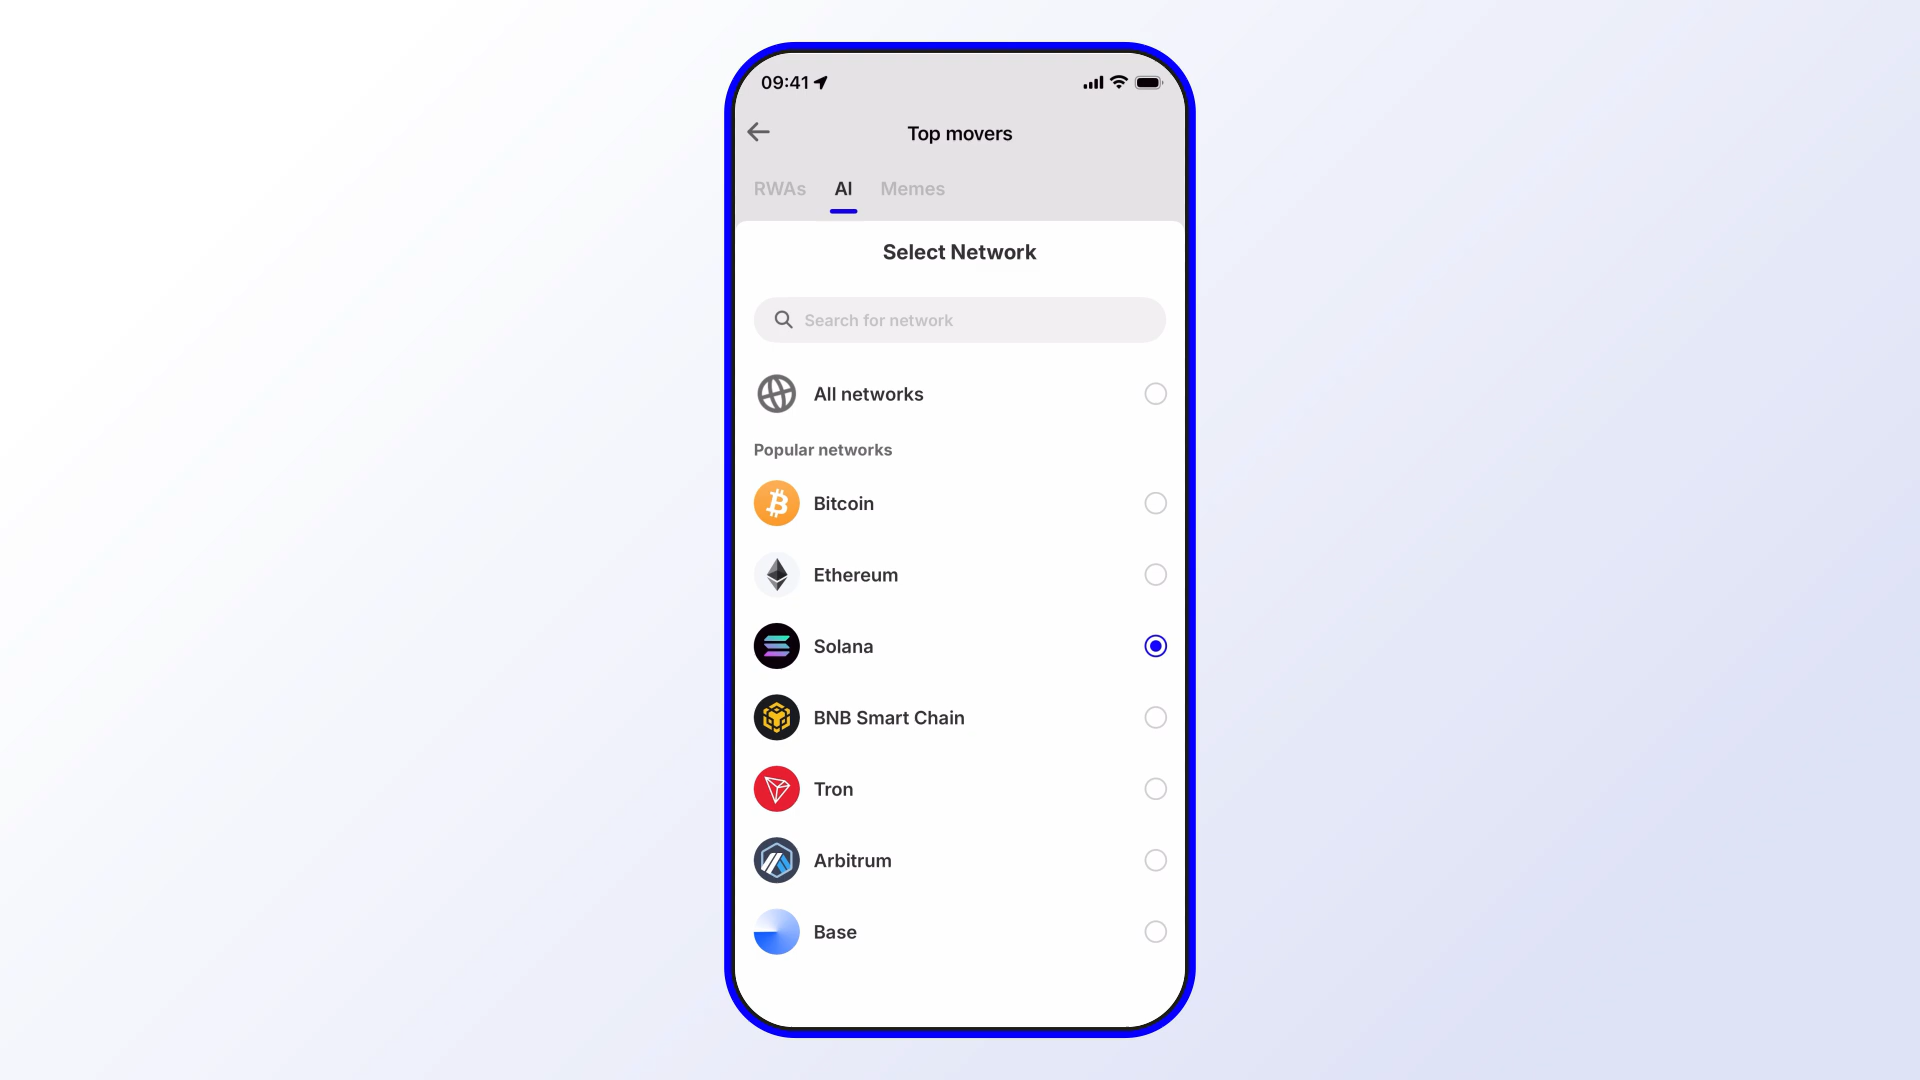 09:41
Top movers
RWAs AI Memes
Select Network
Search for network
All networks
Popular networks
Bitcoin
Ethereum
Solana
BNB Smart Chain
Tron
Arbitrum
Base